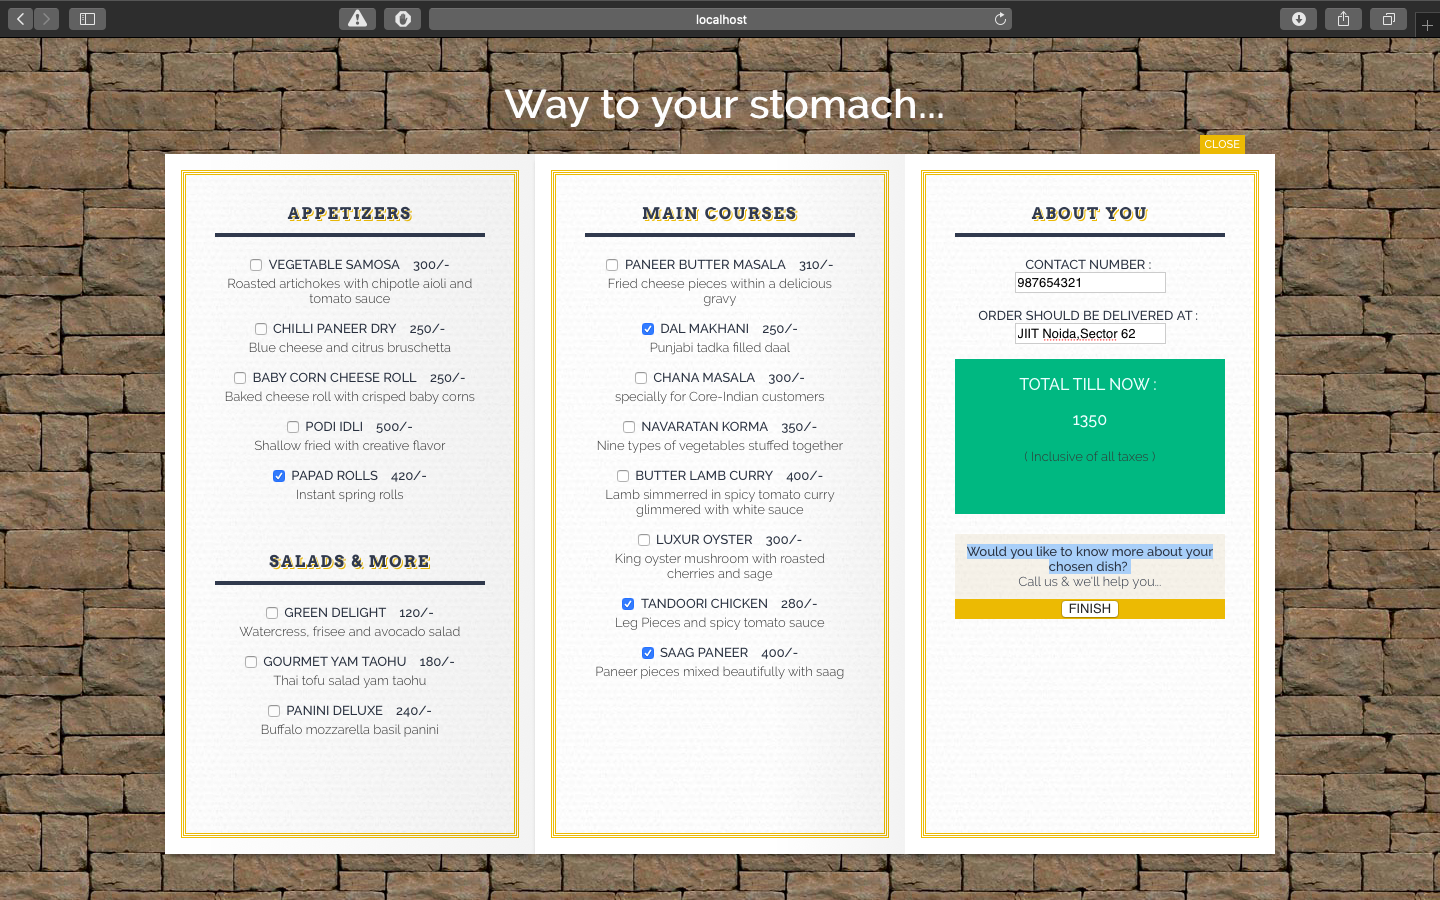 localhost
Way to your stomach...
CLOSE
APPETIZERS
VEGETABLE SAMOSA 300/-
Roasted artichokes with chipotle aioli and
tomato sauce
CHILLI PANEER DRY 250/-
Blue cheese and citrus bruschetta
BABY CORN CHEESE ROLL 250/-
Baked cheese roll with crisped baby corns
PODI IDLI 500/-
Shallow fried with creative flavor
PAPAD ROLLS 420/-
Instant spring rolls
SALADS & MORE
GREEN DELIGHT 120/-
Watercress, frisee and avocado salad
GOURMET YAM TAOHU 180/-
Thai tofu salad yam taohu
PANINI DELUXE 240/-
Buffalo mozzarella basil panini
MAIN COURSES
PANEER BUTTER MASALA 310/-
Fried cheese pieces within a delicious
gravy
DAL MAKHANI 250/-
Punjabi tadka filled daal
CHANA MASALA 300/-
specially for Core-Indian customers
NAVARATAN KORMA 350/-
Nine types of vegetables stuffed together
BUTTER LAMB CURRY 400/-
Lamb simmerred in spicy tomato curry
glimmered with white sauce
LUXUR OYSTER 300/-
King oyster mushroom with roasted
cherries and sage
TANDOORI CHICKEN 280/-
Leg Pieces and spicy tomato sauce
SAAG PANEER 400/-
Paneer pieces mixed beautifully with saag
ABOUT YOU
CONTACT NUMBER :
987654321
ORDER SHOULD BE DELIVERED AT :
JIIT Noida,Sector 62
TOTAL TILL NOW :
1350
( Inclusive of all taxes )
Would you like to know more about your
chosen dish?
Call us & we'll help you...
FINISH